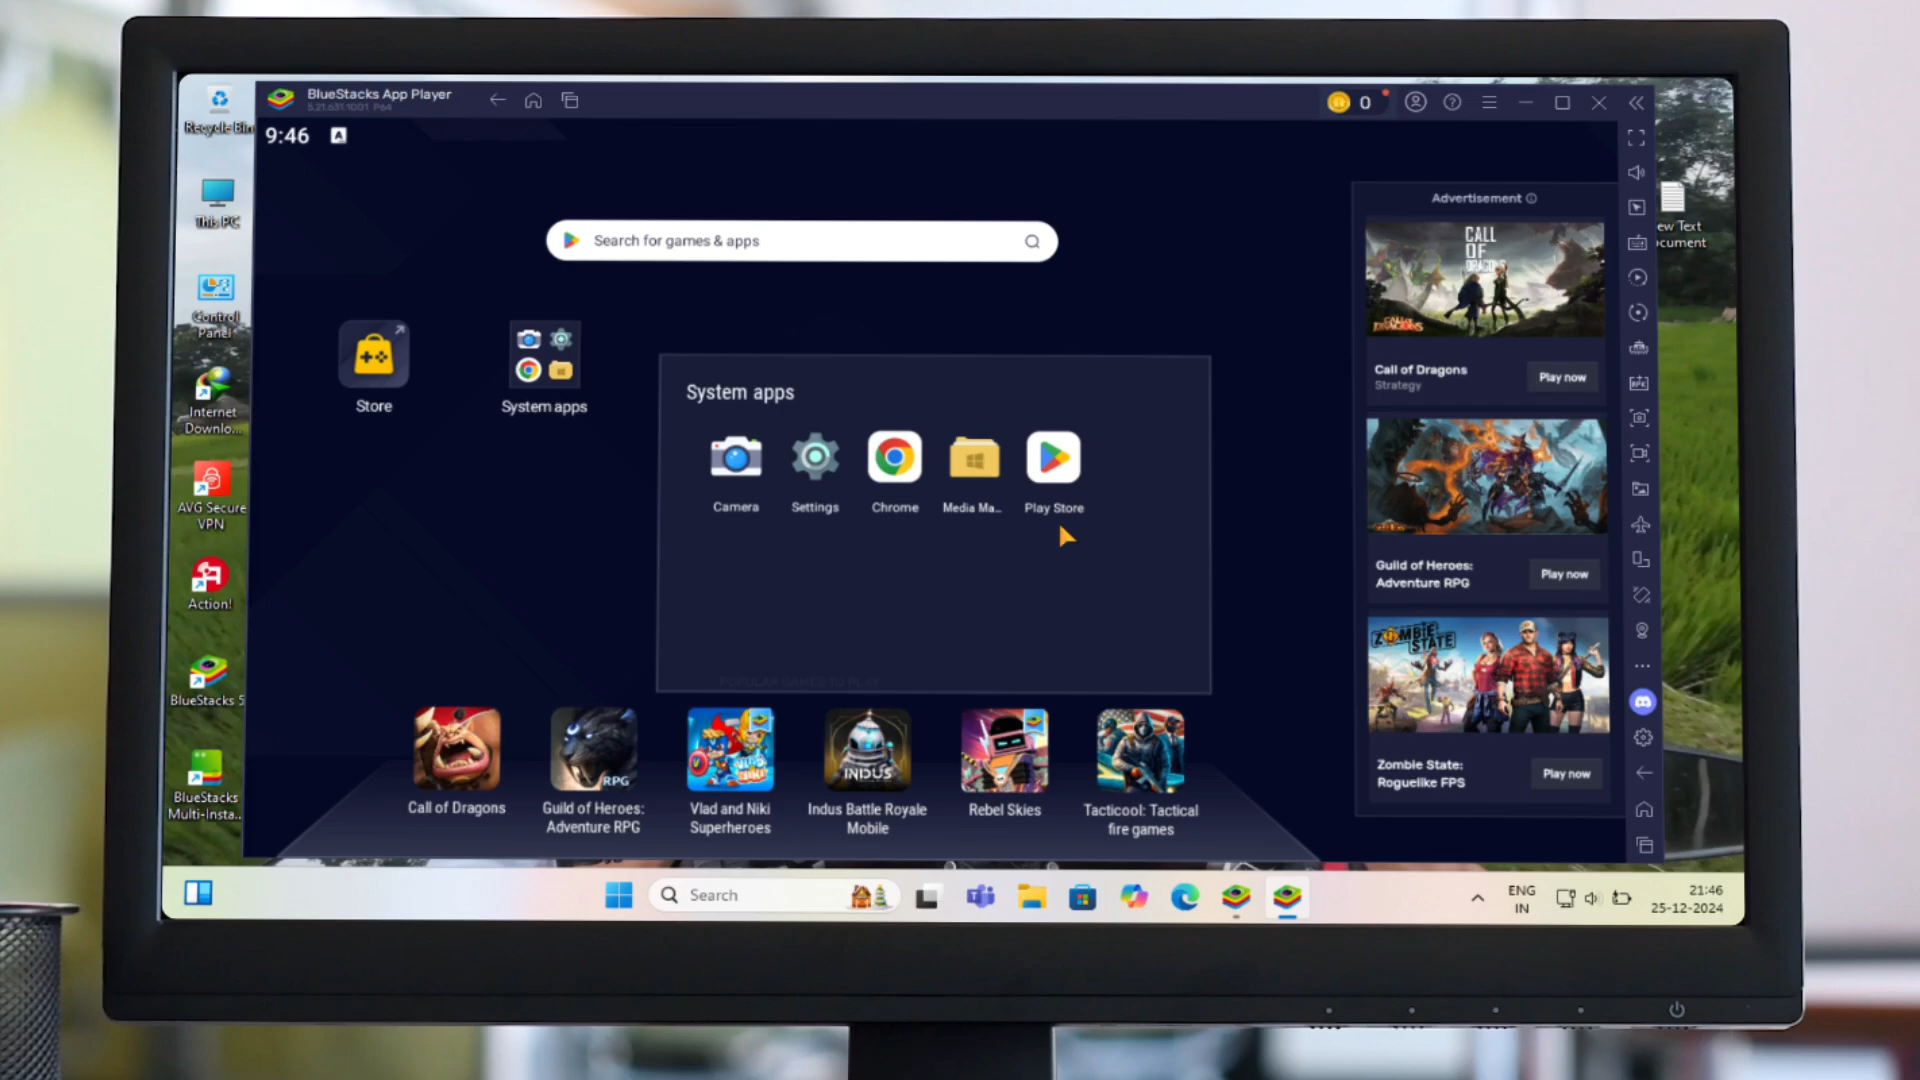 BlueStacks App Player
5.21.631.1001 P64
0
9:46
Recycle Bin
This PC
Control
Panel
Internet
Downlo...
AVG Secure
VPN
Action!
BlueStacks 5
BlueStacks
Multi-Insta...
Search for games & apps
Store
System apps
System apps
Camera
Settings
Chrome
Media Ma...
Play Store
POPULAR GAMES TO PLAY
RPG
INDUS
Call of Dragons
Guild of Heroes:
Adventure RPG
Vlad and Niki
Superheroes
Indus Battle Royale
Mobile
Rebel Skies
Tacticool: Tactical
fire games
Advertisement
CALL
OF
DRAGONS
CALL OF
DRAGONS
Call of Dragons
Strategy
Play now
Guild of Heroes:
Adventure RPG
Play now
ZOMBIE
STATE
Zombie State:
Roguelike FPS
Play now
ew Text
ocument
Search
ENG
IN
21:46
25-12-2024